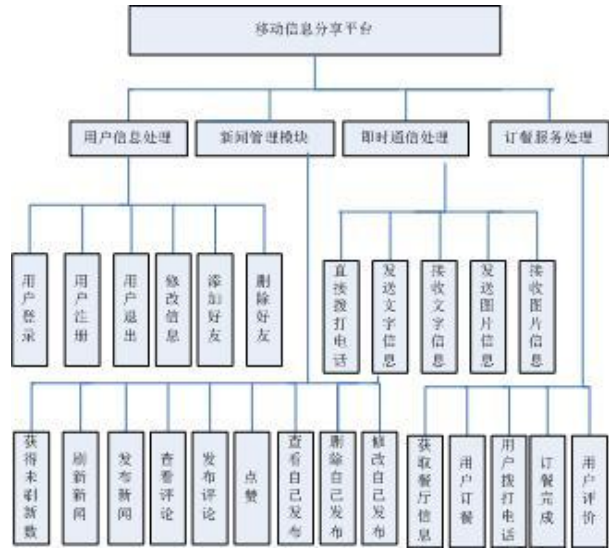 移动信息分享平台
用户信息处理
新闻管理模块
即时通信处理
订餐服务处理
用户登录
用户注册
用户退出
修改信息
添加好友
删除好友
直接拨打电话
发送文字信息
接收文字信息
发送图片信息
接收图片信息
获得未刷新数
刷新新闻
发布新闻
查看评论
发布评论
点赞
查看自己发布
删除自己发布
修改自己发布
获取餐厅信息
用户订餐
用户拨打电话
订餐完成
用户评价